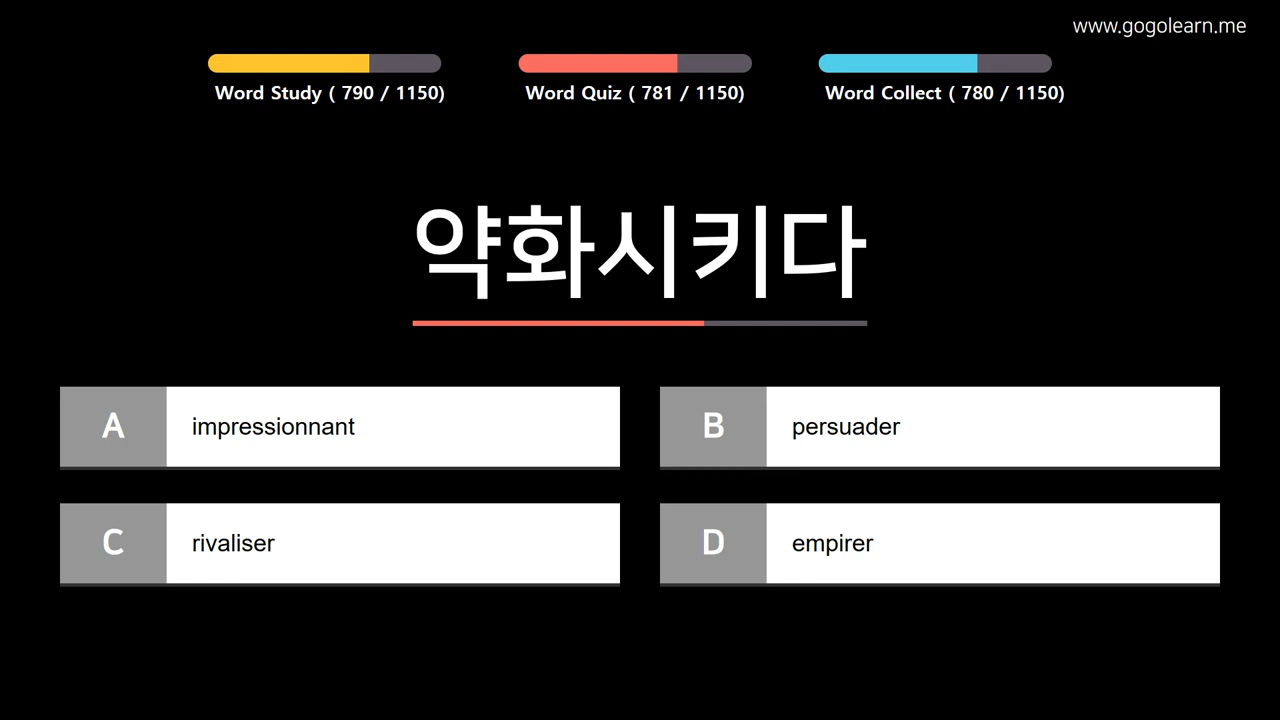 www.gogolearn.me
Word Study ( 790 / 1150)
Word Quiz ( 781 / 1150)
Word Collect ( 780 / 1150)
약화시키다
A impressionnant
B persuader
C rivaliser
D empirer